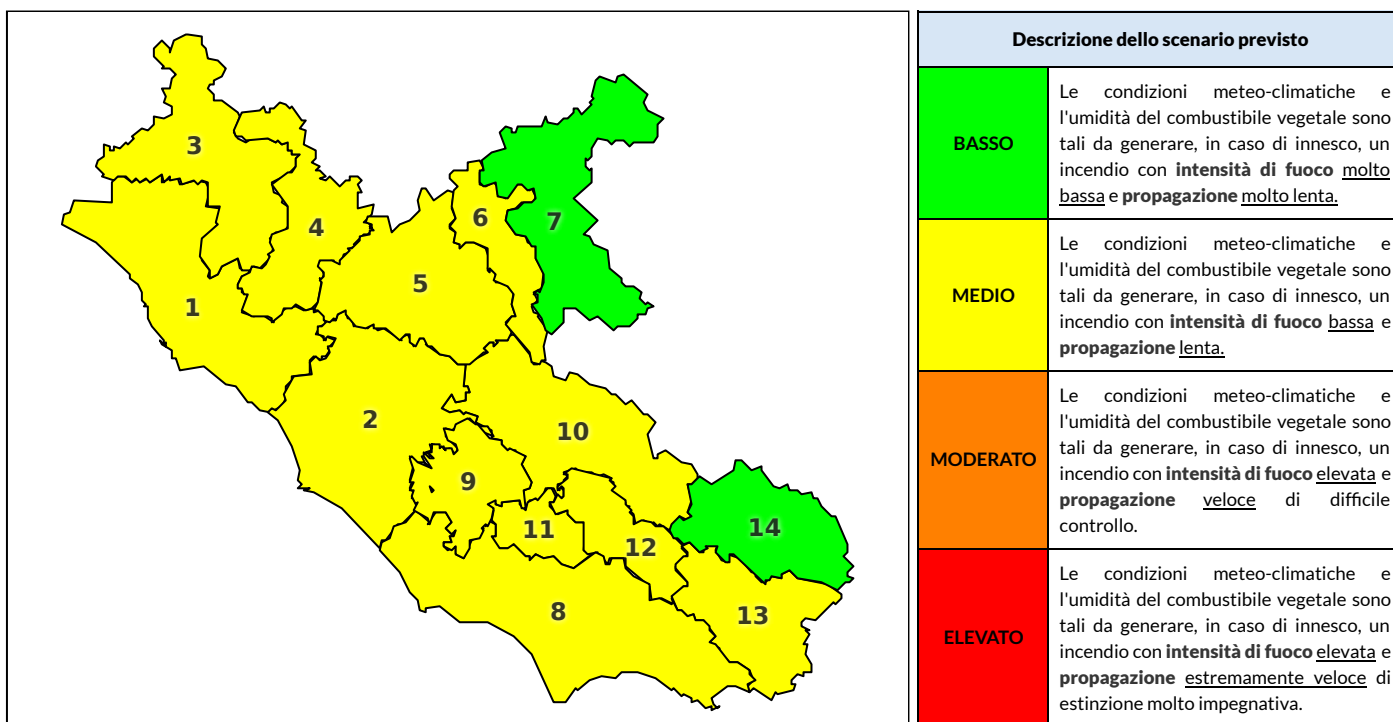 3
4
6
7
5
1
2
10
9
11
12
14
8
13
Descrizione dello scenario previsto
BASSO
Le condizioni meteo-climatiche e
l'umidità del combustibile vegetale sono
tali da generare, in caso di innesco, un
incendio con intensità di fuoco molto
bassa e propagazione molto lenta.
MEDIO
Le condizioni meteo-climatiche e
l'umidità del combustibile vegetale sono
tali da generare, in caso di innesco, un
incendio con intensità di fuoco bassa e
propagazione lenta.
MODERATO
Le condizioni meteo-climatiche e
l'umidità del combustibile vegetale sono
tali da generare, in caso di innesco, un
incendio con intensità di fuoco elevata e
propagazione veloce di difficile
controllo.
ELEVATO
Le condizioni meteo-climatiche e
l'umidità del combustibile vegetale sono
tali da generare, in caso di innesco, un
incendio con intensità di fuoco elevata e
propagazione estremamente veloce di
estinzione molto impegnativa.